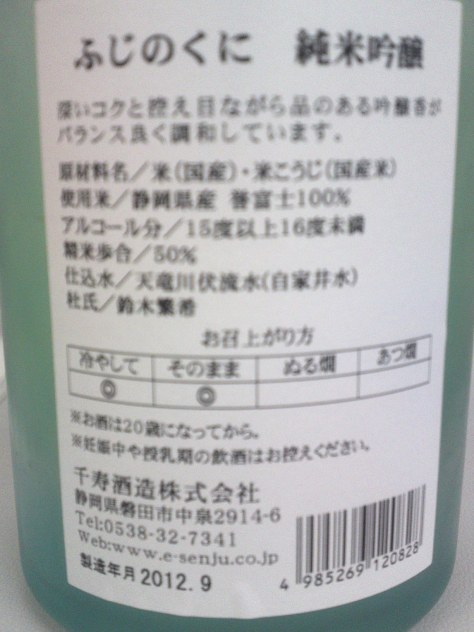 ふじのくに　純米吟醸
深いコクと控え目ながら品のある吟醸香が
バランス良く調和しています。
原材料名／米(国産)・米こうじ(国産米)
使用米／静岡県産 誉富士100%
アルコール分／15度以上16度未満
精米歩合／50%
仕込水／天竜川伏流水(自家井水)
杜氏／鈴木繁希
お召上がり方
冷やして　そのまま　ぬる燗　あつ燗
◎　◎
※お酒は20歳になってから。
※妊娠中や授乳期の飲酒はお控えください。
千寿酒造株式会社
静岡県磐田市中泉2914-6
Tel:0538-32-7341
Web:www.e-senju.co.jp
製造年月 2012.9
4 985269 120828